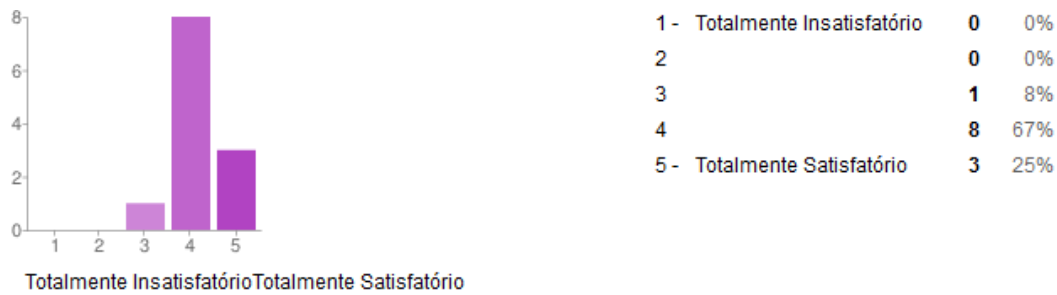 8
6
4
2
0
1 2 3 4 5
Totalmente InsatisfatórioTotalmente Satisfatório
1 - Totalmente Insatisfatório 0 0%
2 0 0%
3 1 8%
4 8 67%
5 - Totalmente Satisfatório 3 25%